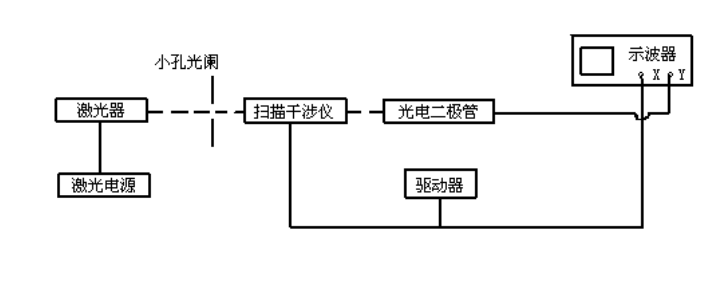 小孔光阑
示波器
X Y
激光器
扫描干涉仪
光电二极管
激光电源
驱动器